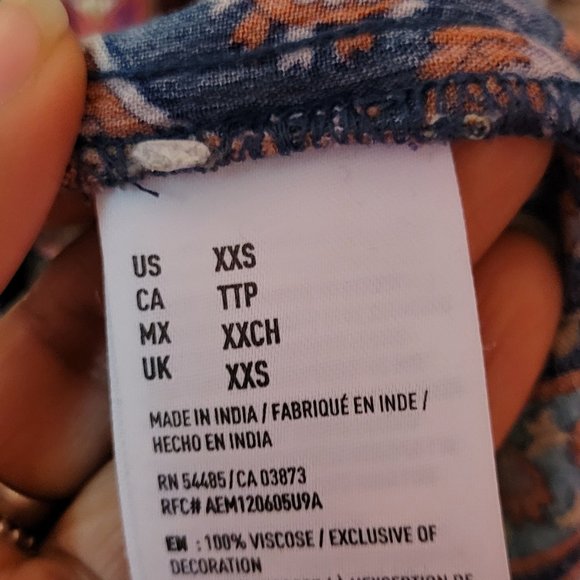 US XXS
CA TTP
MX XXCH
UK XXS
MADE IN INDIA / FABRIQUÉ EN INDE /
HECHO EN INDIA
RN 54485/CA 03873
RFC# AEM120605U9A
EN : 100% VISCOSE / EXCLUSIVE OF
DECORATION